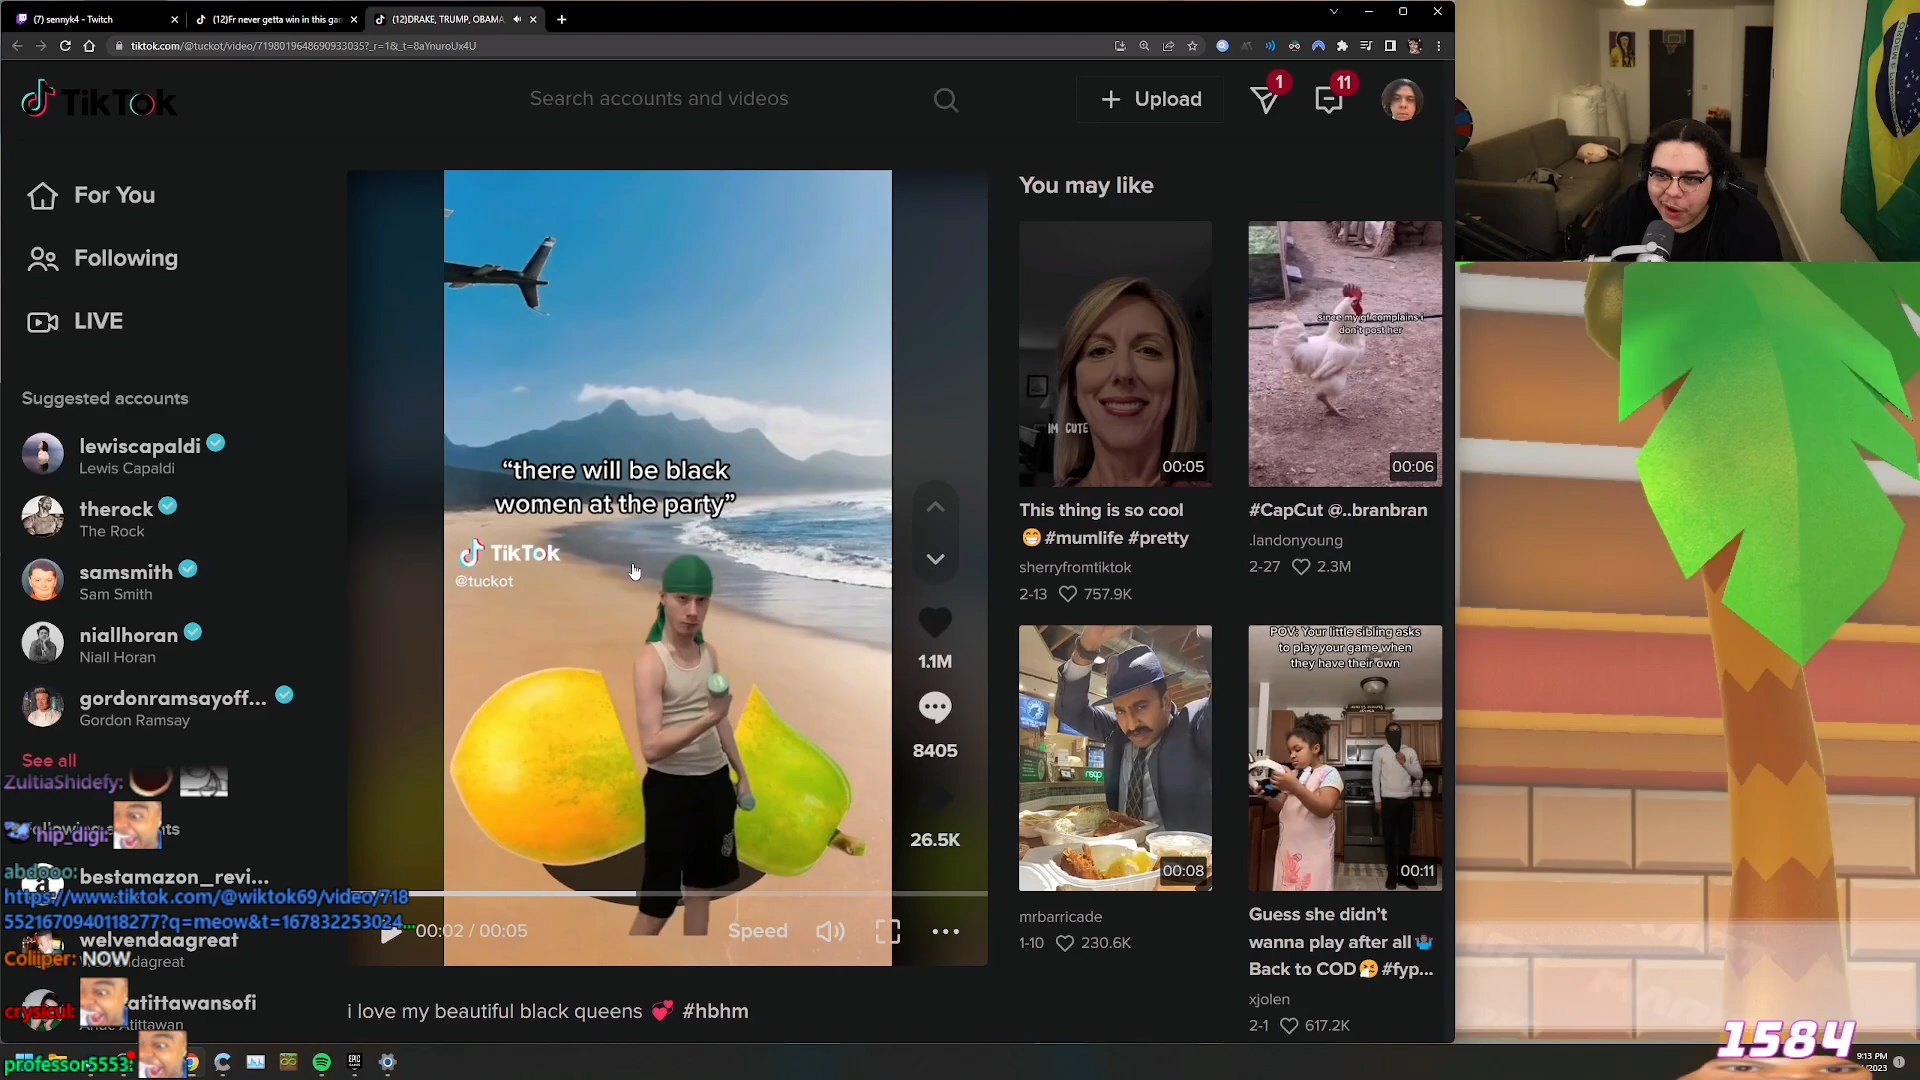 (7) sennyk4 - Twitch
(12)Fr never getta win in this gam
(12)DRAKE, TRUMP, OBAMA,
tiktok.com/@tuckot/video/7198019648690933035?_r=1&_t=8aYnuroUx4U
TikTok
Search accounts and videos
Upload
1
11
For You
Following
LIVE
Suggested accounts
lewiscapaldi
Lewis Capaldi
therock
The Rock
samsmith
Sam Smith
niallhoran
Niall Horan
gordonramsayoff...
Gordon Ramsay
See all
ZultiaShidefy:
hip_digi:
abdooo:
bestamazon_revi...
https://www.tiktok.com/@wiktok69/video/718
55216709401182777?q=meow&t=167832253024...
welvendaagreat
Coliiper: NOW
crysicul:
atittawansofi
Atittawan
professor5553:
“there will be black
women at the party”
TikTok
@tuckot
1.1M
8405
26.5K
00:02 / 00:05
Speed
i love my beautiful black queens 💞 #hbhm
You may like
IM CUTE
00:05
This thing is so cool
😁#mumlife #pretty
sherryfromtiktok
2-13 757.9K
since my gf complains i
don't post her
00:06
#CapCut @..branbran
.landonyoung
2-27 2.3M
00:08
mrbarricade
1-10 230.6K
POV: Your little sibling asks
to play your game when
they have their own
00:11
Guess she didn’t
wanna play after all🤷‍♂️
Back to COD🤧#fyp...
xjolen
2-1 617.2K
1584
9:13 PM